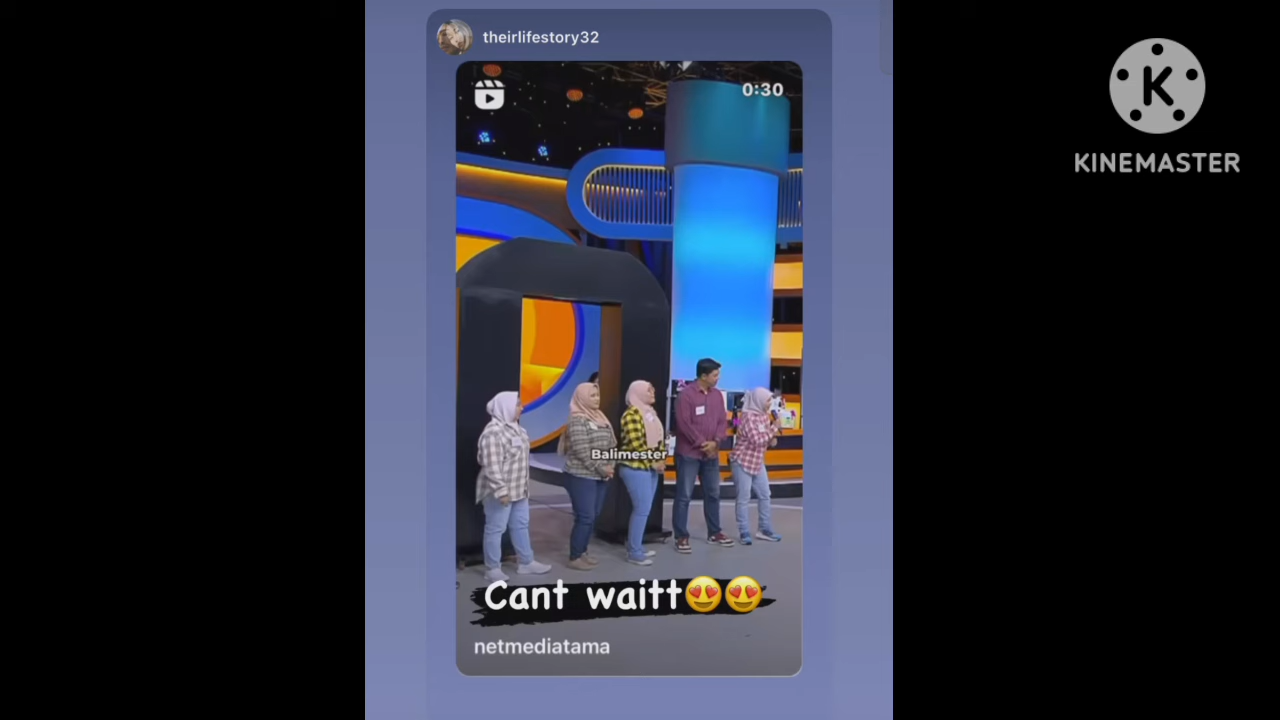 theirlifestory32
0:30
K
KINEMASTER
Balimester
Cant waitt😍😍
netmediatama